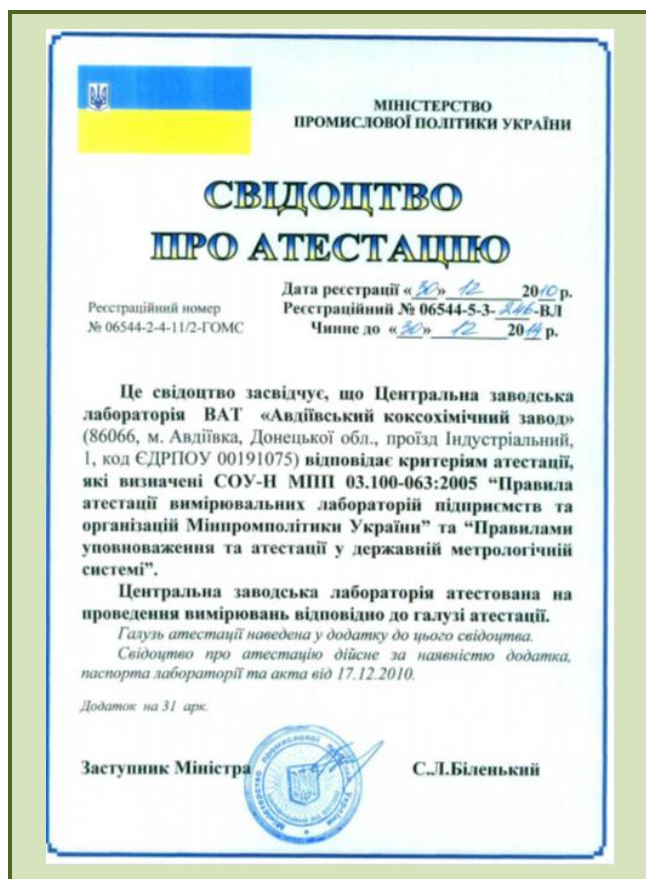 МІНІСТЕРСТВО
ПРОМИСЛОВОЇ ПОЛІТИКИ УКРАЇНИ
СВІДОЦТВО
ПРО АТЕСТАЦІЮ
Дата реєстрації «30» 12 2010 р.
Реєстраційний номер
№ 06544-2-4-11/2-ГОМС
Реєстраційний № 06544-5-3-246-ВЛ
Чинне до «30» 12 2014 р.
Це свідоцтво засвідчує, що Центральна заводська
лабораторія ВАТ «Авдіївський коксохімічний завод»
(86066, м. Авдіївка, Донецької обл., проїзд Індустріальний,
1, код ЄДРПОУ 00191075) відповідає критеріям атестації,
які визначені СОУ-Н МПП 03.100-063:2005 “Правила
атестації вимірювальних лабораторій підприємств та
організацій Мінпромполітики України” та “Правилами
уповноваження та атестації у державній метрологічній
системі”.
Центральна заводська лабораторія атестована на
проведення вимірювань відповідно до галузі атестації.
Галузь атестації наведена у додатку до цього свідоцтва.
Свідоцтво про атестацію дійсне за наявністю додатка,
паспорта лабораторії та акта від 17.12.2010.
Додаток на 31 арк.
Заступник Міністра
С.Л.Біленький